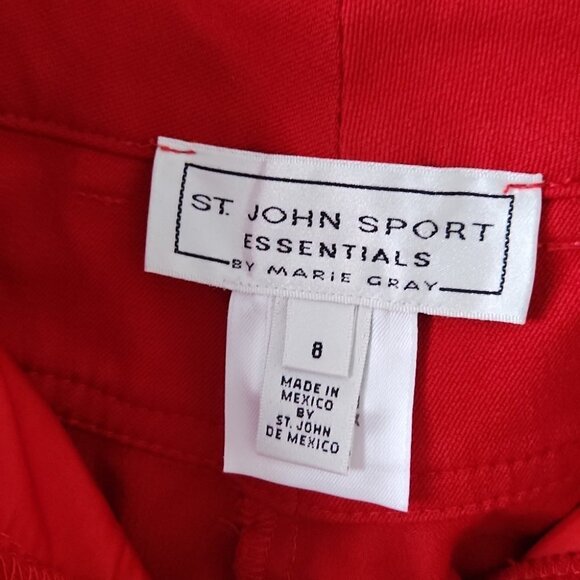 ST. JOHN SPORT
ESSENTIALS
BY MARIE GRAY
8
MADE IN
MEXICO
BY
ST. JOHN
DE MEXICO